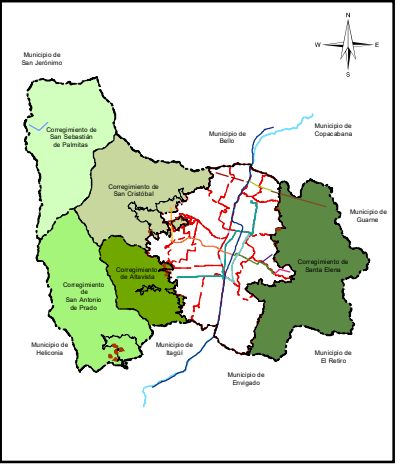 N
W
E
S
Municipio de
San Jerónimo
Municipio de
Copacabana
Municipio de
Bello
Corregimiento de
San Sebastián
de Palmitas
Corregimiento de
San Cristóbal
Municipio de
Guarne
Corregimiento de
Santa Elena
Corregimiento
de Altavista
Corregimiento
de
San Antonio
de Prado
Municipio de
Heliconia
Municipio de
Itagüí
Municipio de
El Retiro
Municipio de
Envigado